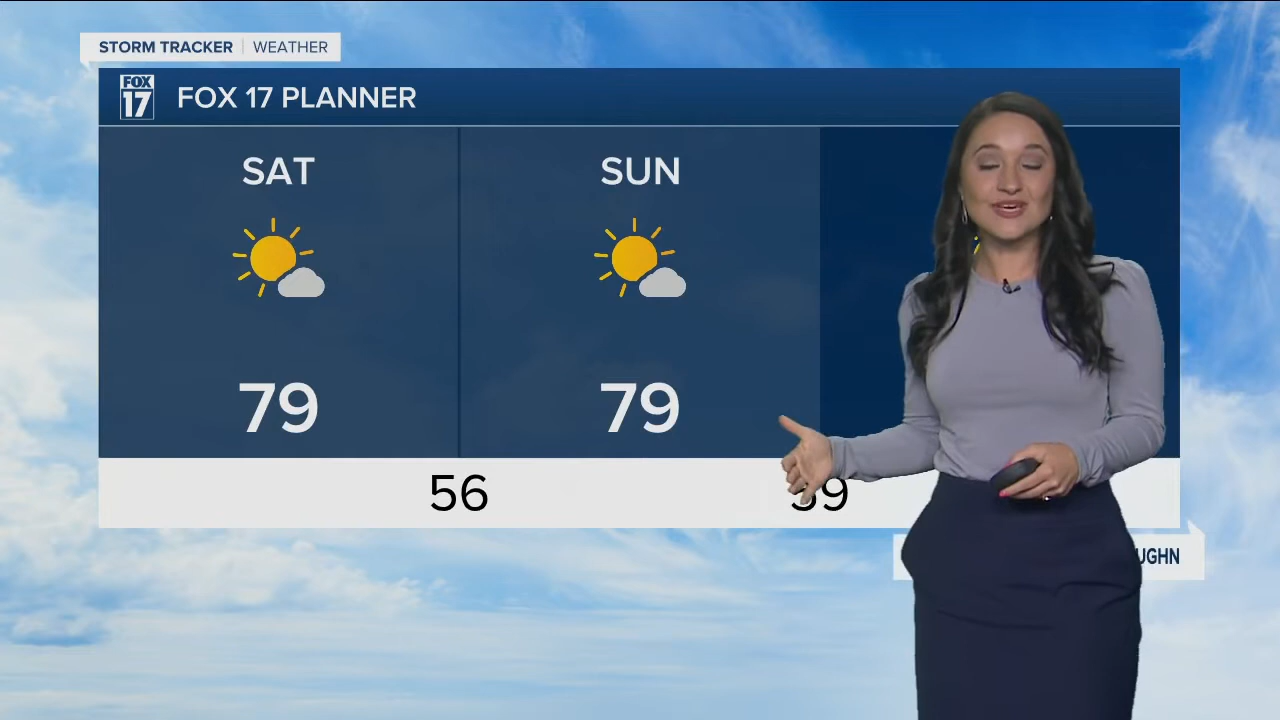 STORM TRACKER | WEATHER
FOX 17
FOX 17 PLANNER
SAT
SUN
79
79
56